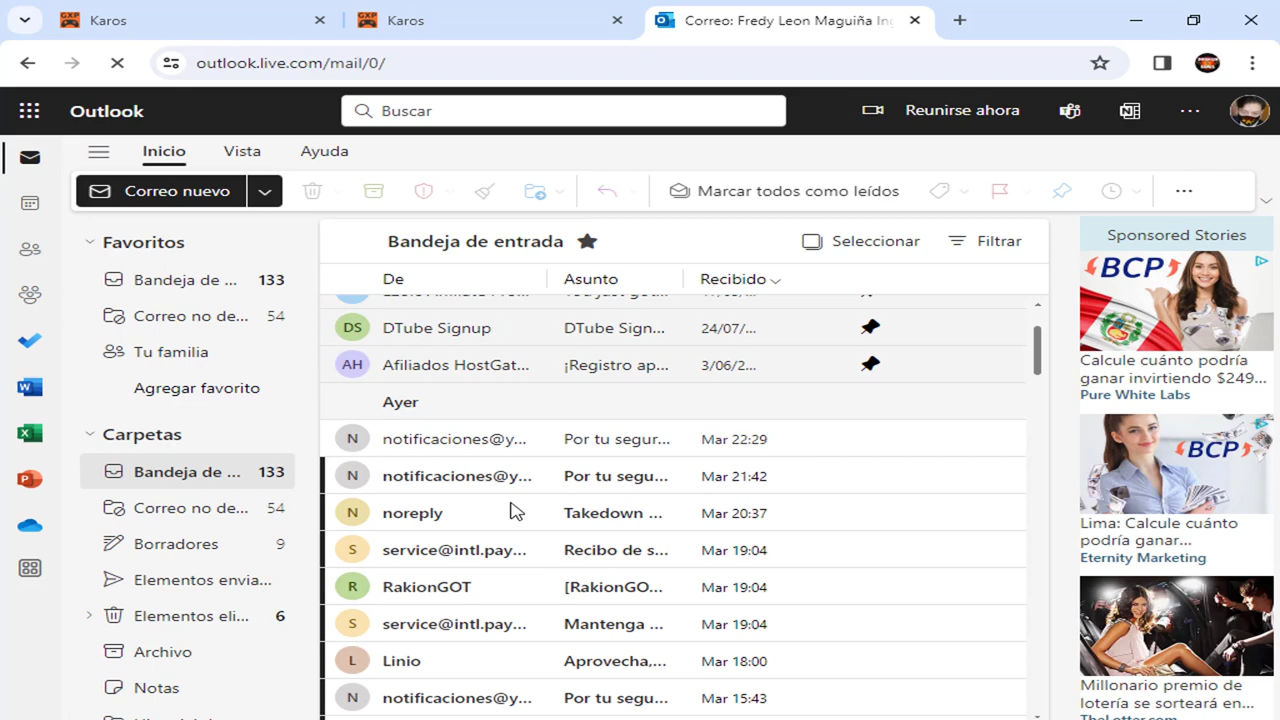 Karos
Karos
Correo: Fredy Leon Maguiña In
outlook.live.com/mail/0/
Outlook
Buscar
Reunirse ahora
Inicio
Vista
Ayuda
Correo nuevo
Marcar todos como leídos
Favoritos
Bandeja de ... 133
Correo no de... 54
Tu familia
Agregar favorito
Carpetas
Bandeja de ... 133
Correo no de... 54
Borradores 9
Elementos envia...
Elementos eli... 6
Archivo
Notas
Bandeja de entrada
Seleccionar
Filtrar
De Asunto Recibido
DS DTube Signup DTube Sign... 24/07/...
AH Afiliados HostGat... ¡Registro ap... 3/06/2...
Ayer
N notificaciones@y... Por tu segur... Mar 22:29
N notificaciones@y... Por tu segu... Mar 21:42
N noreply Takedown ... Mar 20:37
S service@intl.pay... Recibo de s... Mar 19:04
R RakionGOT [RakionGO... Mar 19:04
S service@intl.pay... Mantenga ... Mar 19:04
L Linio Aprovecha,... Mar 18:00
N notificaciones@y... Por tu segu... Mar 15:43
Sponsored Stories
BCP
Calcule cuánto podría
ganar invirtiendo $249...
Pure White Labs
BCP
Lima: Calcule cuánto
podría ganar...
Eternity Marketing
Millonario premio de
lotería se sorteará en...
TheLotter.com